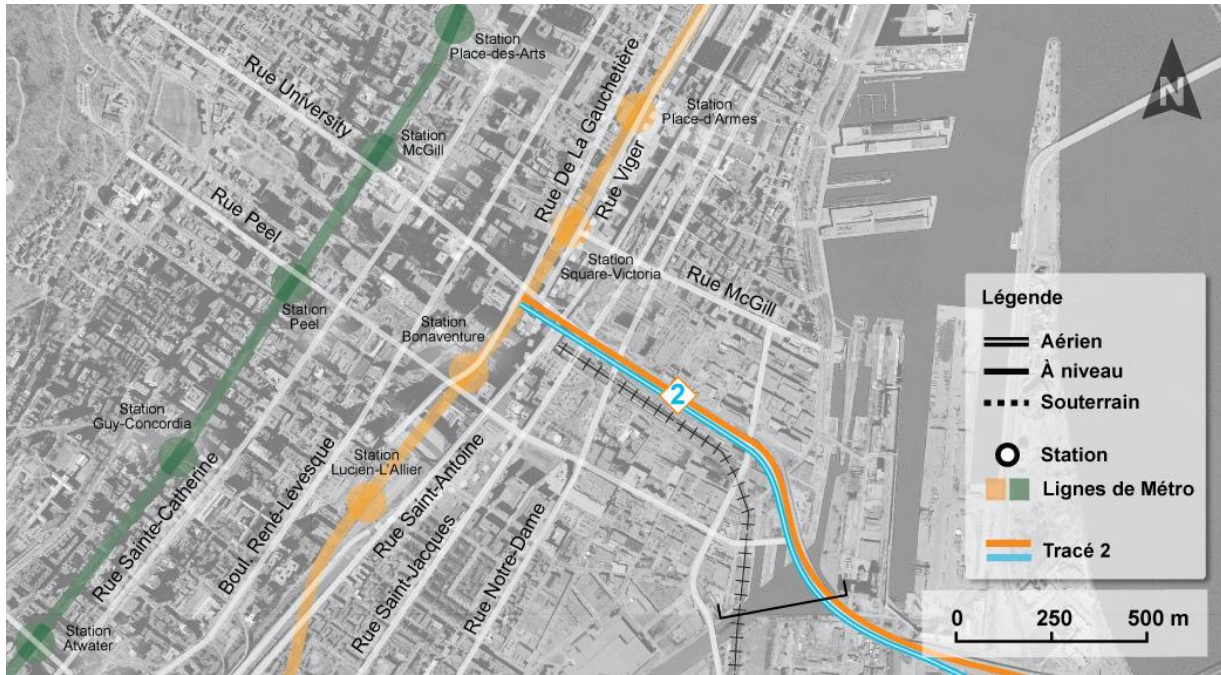 Station
Place-des-Arts
Rue University
Station
McGill
Rue De La Gauchetière
Station
Place-d'Armes
Rue Viger
N
Rue Peel
Station
Square-Victoria
Rue McGill
Station
Peel
Station
Bonaventure
Station
Guy-Concordia
Station
Lucien-L'Allier
Rue Sainte-Catherine
Boul. René-Lévesque
Rue Saint-Antoine
Rue Saint-Jacques
Rue Notre-Dame
Station
Atwater
2
Légende
Aérien
À niveau
Souterrain
Station
Lignes de Métro
Tracé 2
0 250 500 m